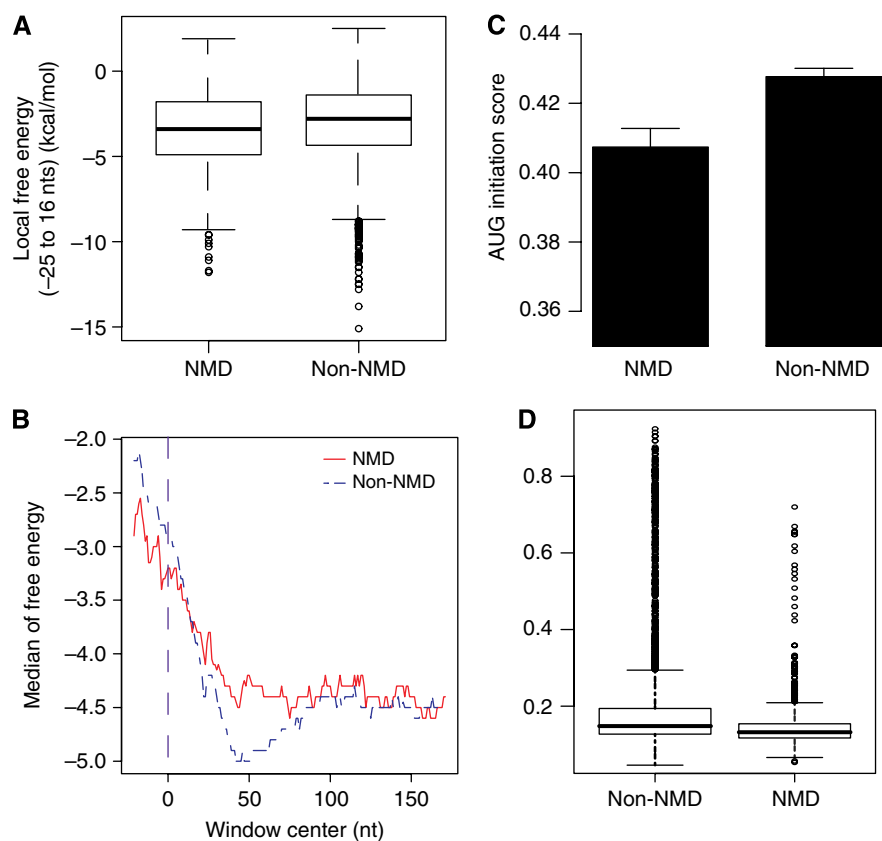 A
Local free energy
(–25 to 16 nts) (kcal/mol)
0
–5
–10
–15
NMD
Non-NMD
C
AUG initiation score
0.44
0.42
0.40
0.38
0.36
NMD
Non-NMD
B
Median of free energy
–2.0
–2.5
–3.0
–3.5
–4.0
–4.5
–5.0
NMD
Non-NMD
0
50
100
150
Window center (nt)
D
0.8
0.6
0.4
0.2
Non-NMD
NMD